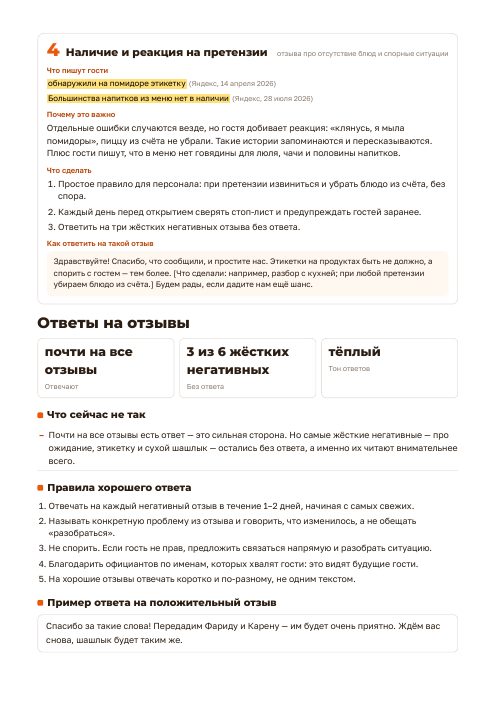 4 Наличие и реакция на претензии отзыва про отсутствие блюд и спорные ситуации
Что пишут гости
обнаружили на помидоре этикетку (Яндекс, 14 апреля 2026)
Большинства напитков из меню нет в наличии (Яндекс, 28 июля 2026)
Почему это важно
Отдельные ошибки случаются везде, но гостя добивает реакция: «клянусь, я мыла
помидоры», пиццу из счёта не убрали. Такие истории запоминаются и пересказываются.
Плюс гости пишут, что в меню нет говядины для люля, чачи и половины напитков.
Что сделать
1. Простое правило для персонала: при претензии извиниться и убрать блюдо из счёта, без
спора.
2. Каждый день перед открытием сверять стоп-лист и предупреждать гостей заранее.
3. Ответить на три жёстких негативных отзыва без ответа.
Как ответить на такой отзыв
Здравствуйте! Спасибо, что сообщили, и простите нас. Этикетки на продуктах быть не должно, а
спорить с гостем — тем более. [Что сделали: например, разбор с кухней; при любой претензии
убираем блюдо из счёта.] Будем рады, если дадите нам ещё шанс.
Ответы на отзывы
почти на все
отзывы
Отвечают
3 из 6 жёстких
негативных
Без ответа
тёплый
Тон ответов
Что сейчас не так
– Почти на все отзывы есть ответ — это сильная сторона. Но самые жёсткие негативные — про
ожидание, этикетку и сухой шашлык — остались без ответа, а именно их читают внимательнее
всего.
Правила хорошего ответа
1. Отвечать на каждый негативный отзыв в течение 1–2 дней, начиная с самых свежих.
2. Называть конкретную проблему из отзыва и говорить, что изменилось, а не обещать
«разобраться».
3. Не спорить. Если гость не прав, предложить связаться напрямую и разобрать ситуацию.
4. Благодарить официантов по именам, которых хвалят гости: это видят будущие гости.
5. На хорошие отзывы отвечать коротко и по-разному, не одним текстом.
Пример ответа на положительный отзыв
Спасибо за такие слова! Передадим Фариду и Карену — им будет очень приятно. Ждём вас
снова, шашлык будет таким же.